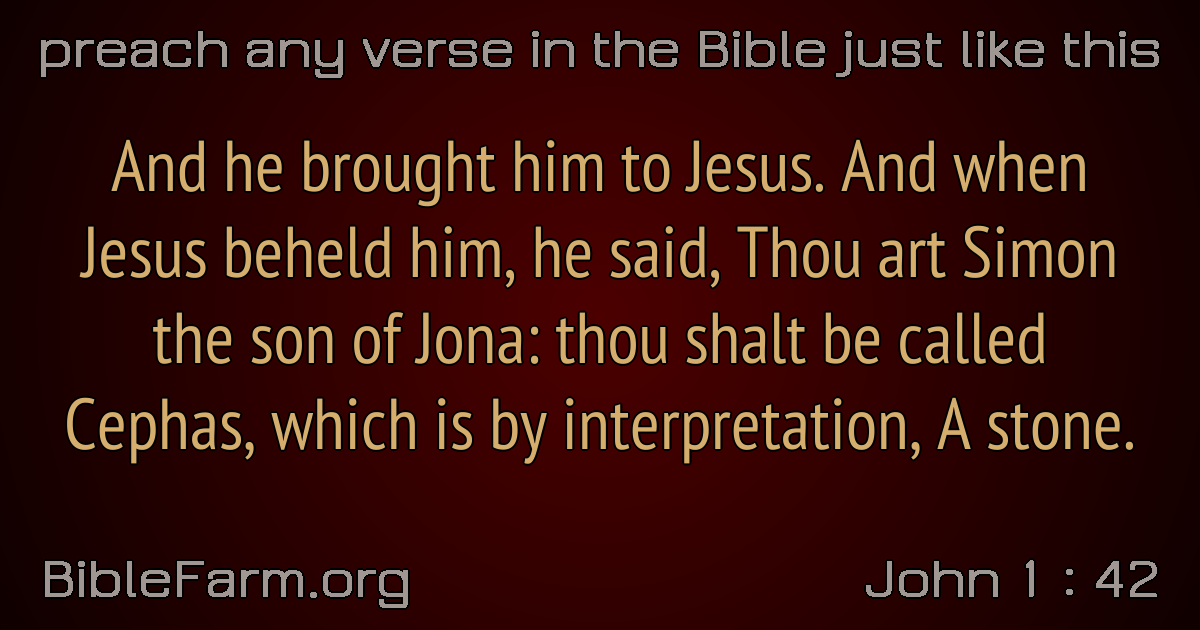 preach any verse in the Bible just like this
And he brought him to Jesus. And when
Jesus beheld him, he said, Thou art Simon
the son of Jona: thou shalt be called
Cephas, which is by interpretation, A stone.
BibleFarm.org
John 1 : 42